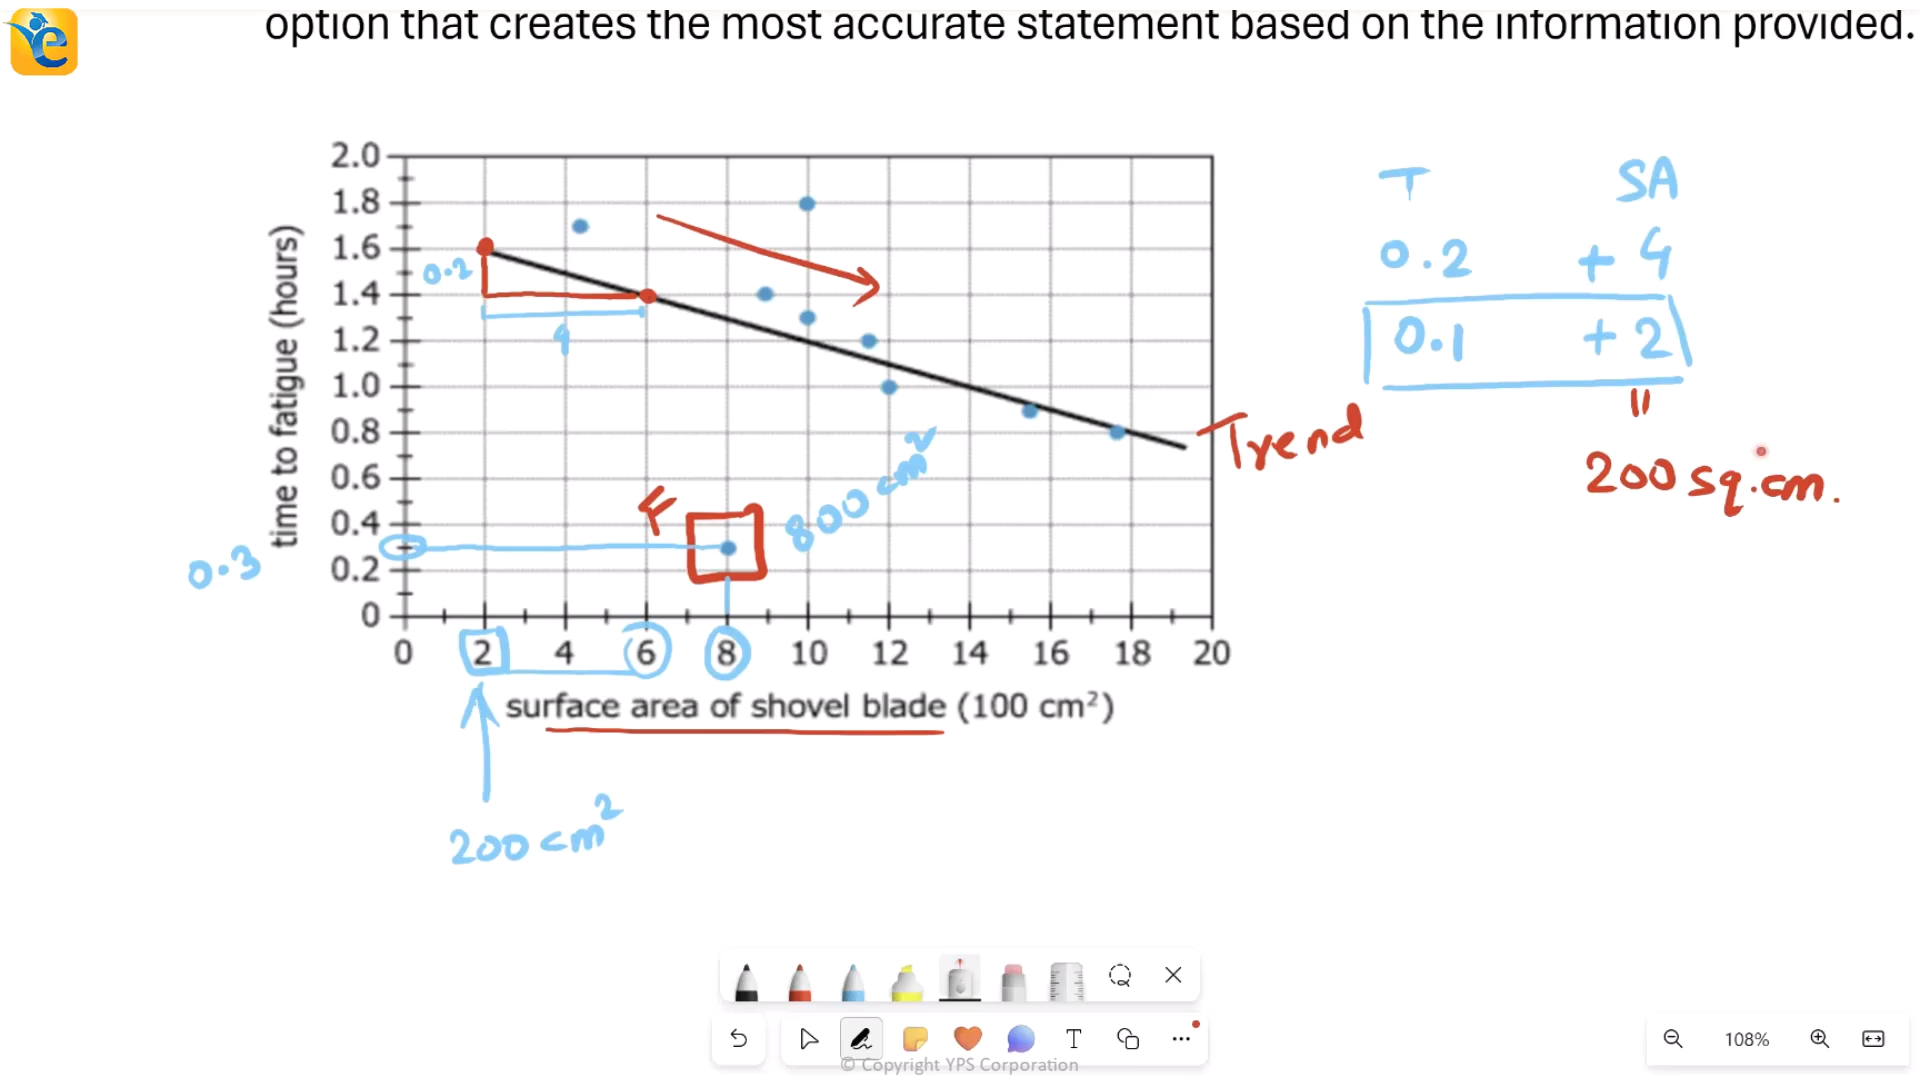 option that creates the most accurate statement based on the information provided.
e
time to fatigue (hours)
2.0
1.8
1.6
1.4
1.2
1.0
0.8
0.6
0.4
0.2
0
0 2 4 6 8 10 12 14 16 18 20
surface area of shovel blade (100 cm²)
0.2
4
0.3
F
800 cm²
Trend
200 cm²
T SA
0.2 + 4
0.1 + 2
||
200 sq.cm.
T
108%
© Copyright YPS Corporation